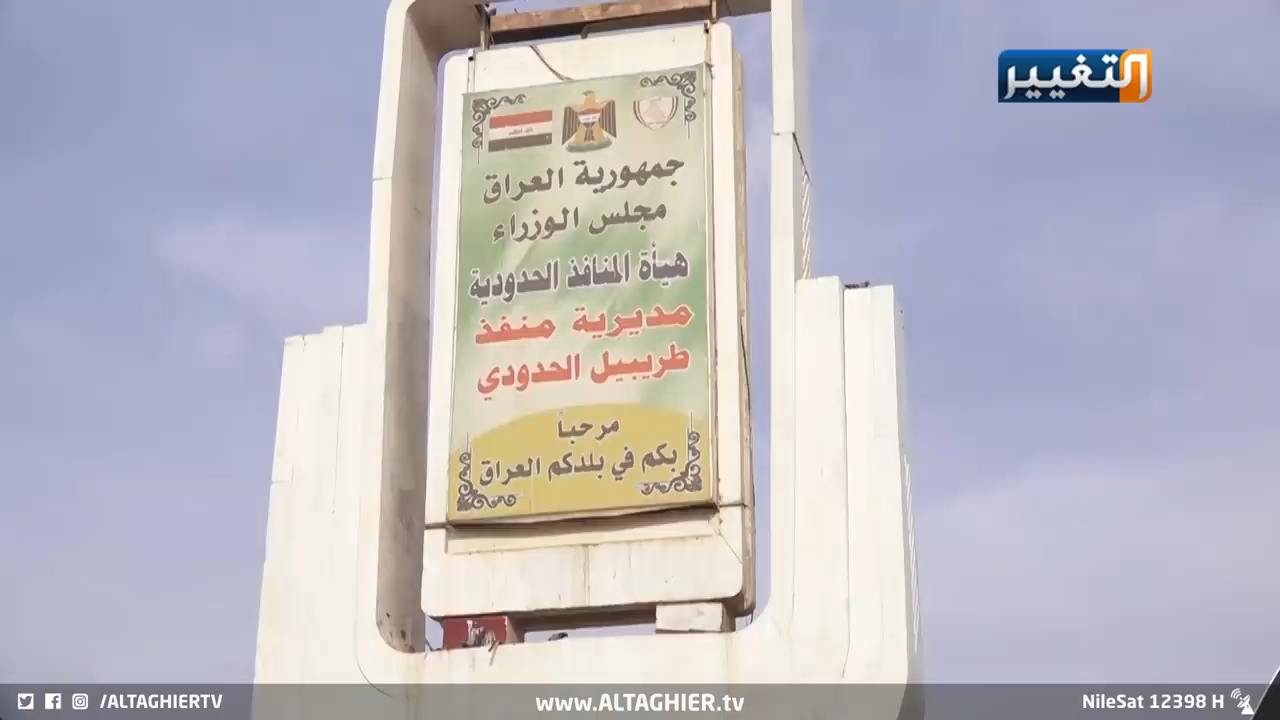 التغيير
جمهورية العراق
مجلس الوزراء
هيأة المنافذ الحدودية
مديرية منفذ
طريبيل الحدودي
مرحباً
بكم في بلدكم العراق
/ALTAGHIERTV
www.ALTAGHIER.tv
NileSat 12398 H